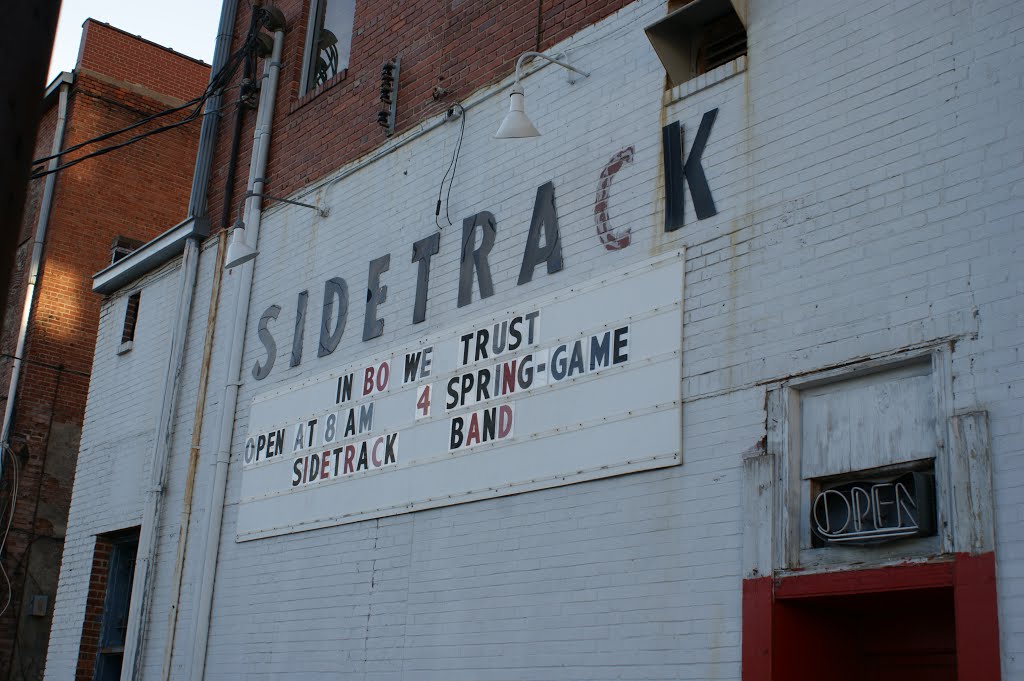 SIDETRACK
IN BO WE TRUST
OPEN AT 8 AM 4 SPRING-GAME
SIDETRACK BAND
OPEN